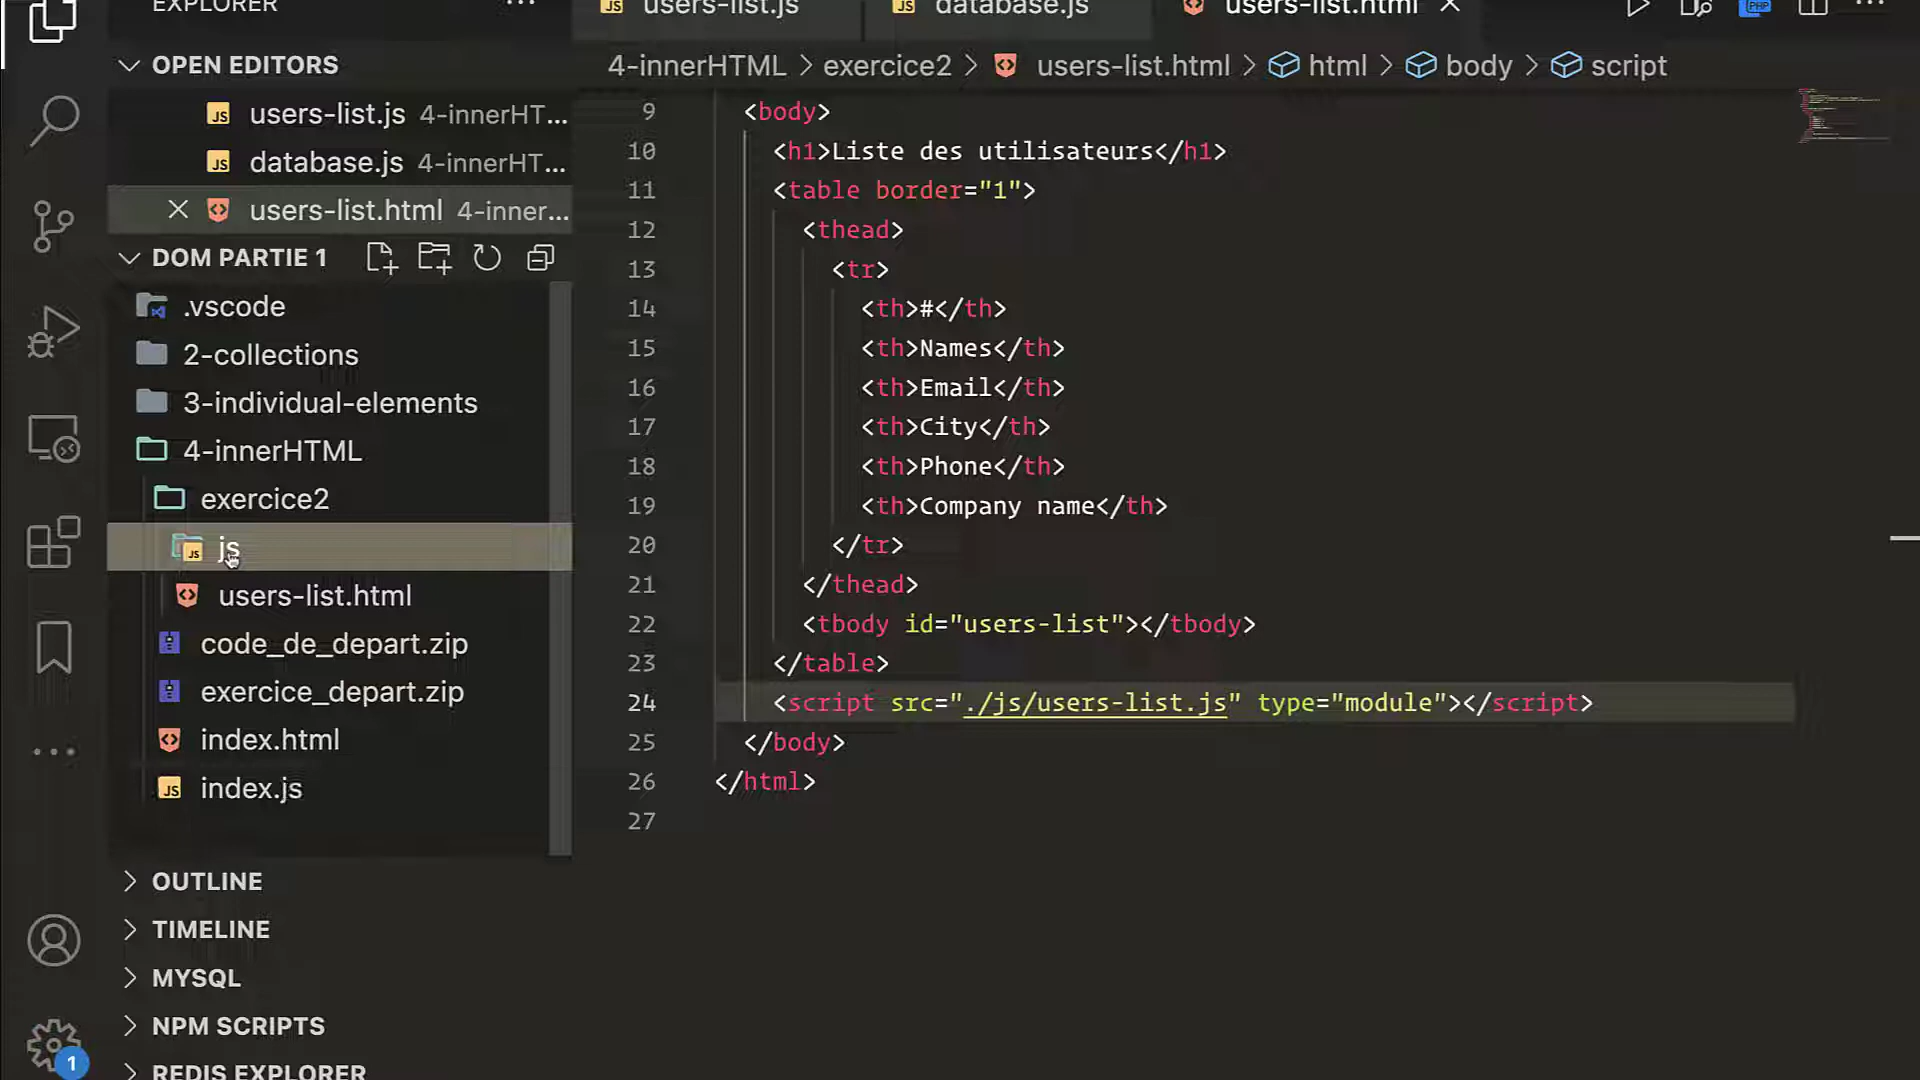 EXPLORER
OPEN EDITORS
users-list.js 4-innerHT...
database.js 4-innerHT...
users-list.html 4-inner...
DOM PARTIE 1
.vscode
2-collections
3-individual-elements
4-innerHTML
exercice2
js
users-list.html
code_de_depart.zip
exercice_depart.zip
index.html
index.js
OUTLINE
TIMELINE
MYSQL
NPM SCRIPTS
REDIS EXPLORER
1
users-list.js database.js users-list.html
4-innerHTML > exercice2 > users-list.html > html > body > script
9 <body>
10 <h1>Liste des utilisateurs</h1>
11 <table border="1">
12 <thead>
13 <tr>
14 <th>#</th>
15 <th>Names</th>
16 <th>Email</th>
17 <th>City</th>
18 <th>Phone</th>
19 <th>Company name</th>
20 </tr>
21 </thead>
22 <tbody id="users-list"></tbody>
23 </table>
24 <script src="./js/users-list.js" type="module"></script>
25 </body>
26 </html>
27